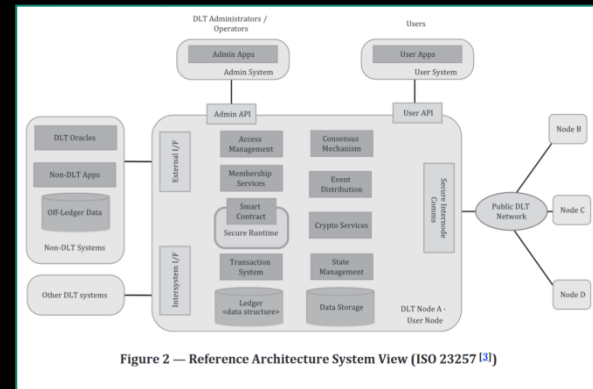 DLT Administrators /
Operators
Users
Admin Apps
Admin System
User Apps
User System
Admin API
User API
DLT Oracles
Non-DLT Apps
Off-Ledger Data
Non-DLT Systems
External I/F
Access
Management
Consensus
Mechanism
Membership
Services
Event
Distribution
Smart
Contract
Secure Runtime
Crypto Services
Secure Internode
Comms
Transaction
System
State
Management
Intersystem I/F
Other DLT systems
Ledger
<data structure>
Data Storage
DLT Node A -
User Node
Public DLT
Network
Node B
Node C
Node D
Figure 2 — Reference Architecture System View (ISO 23257 [3])